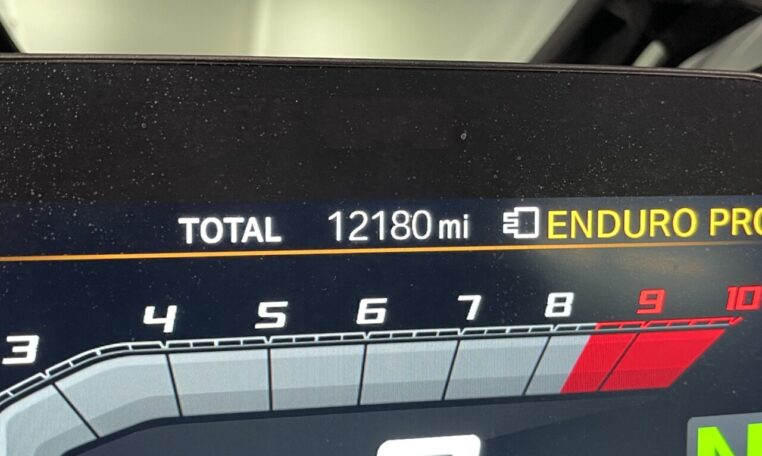 TOTAL 12180 mi ENDURO PRO
3 4 5 6 7 8 9 10
N